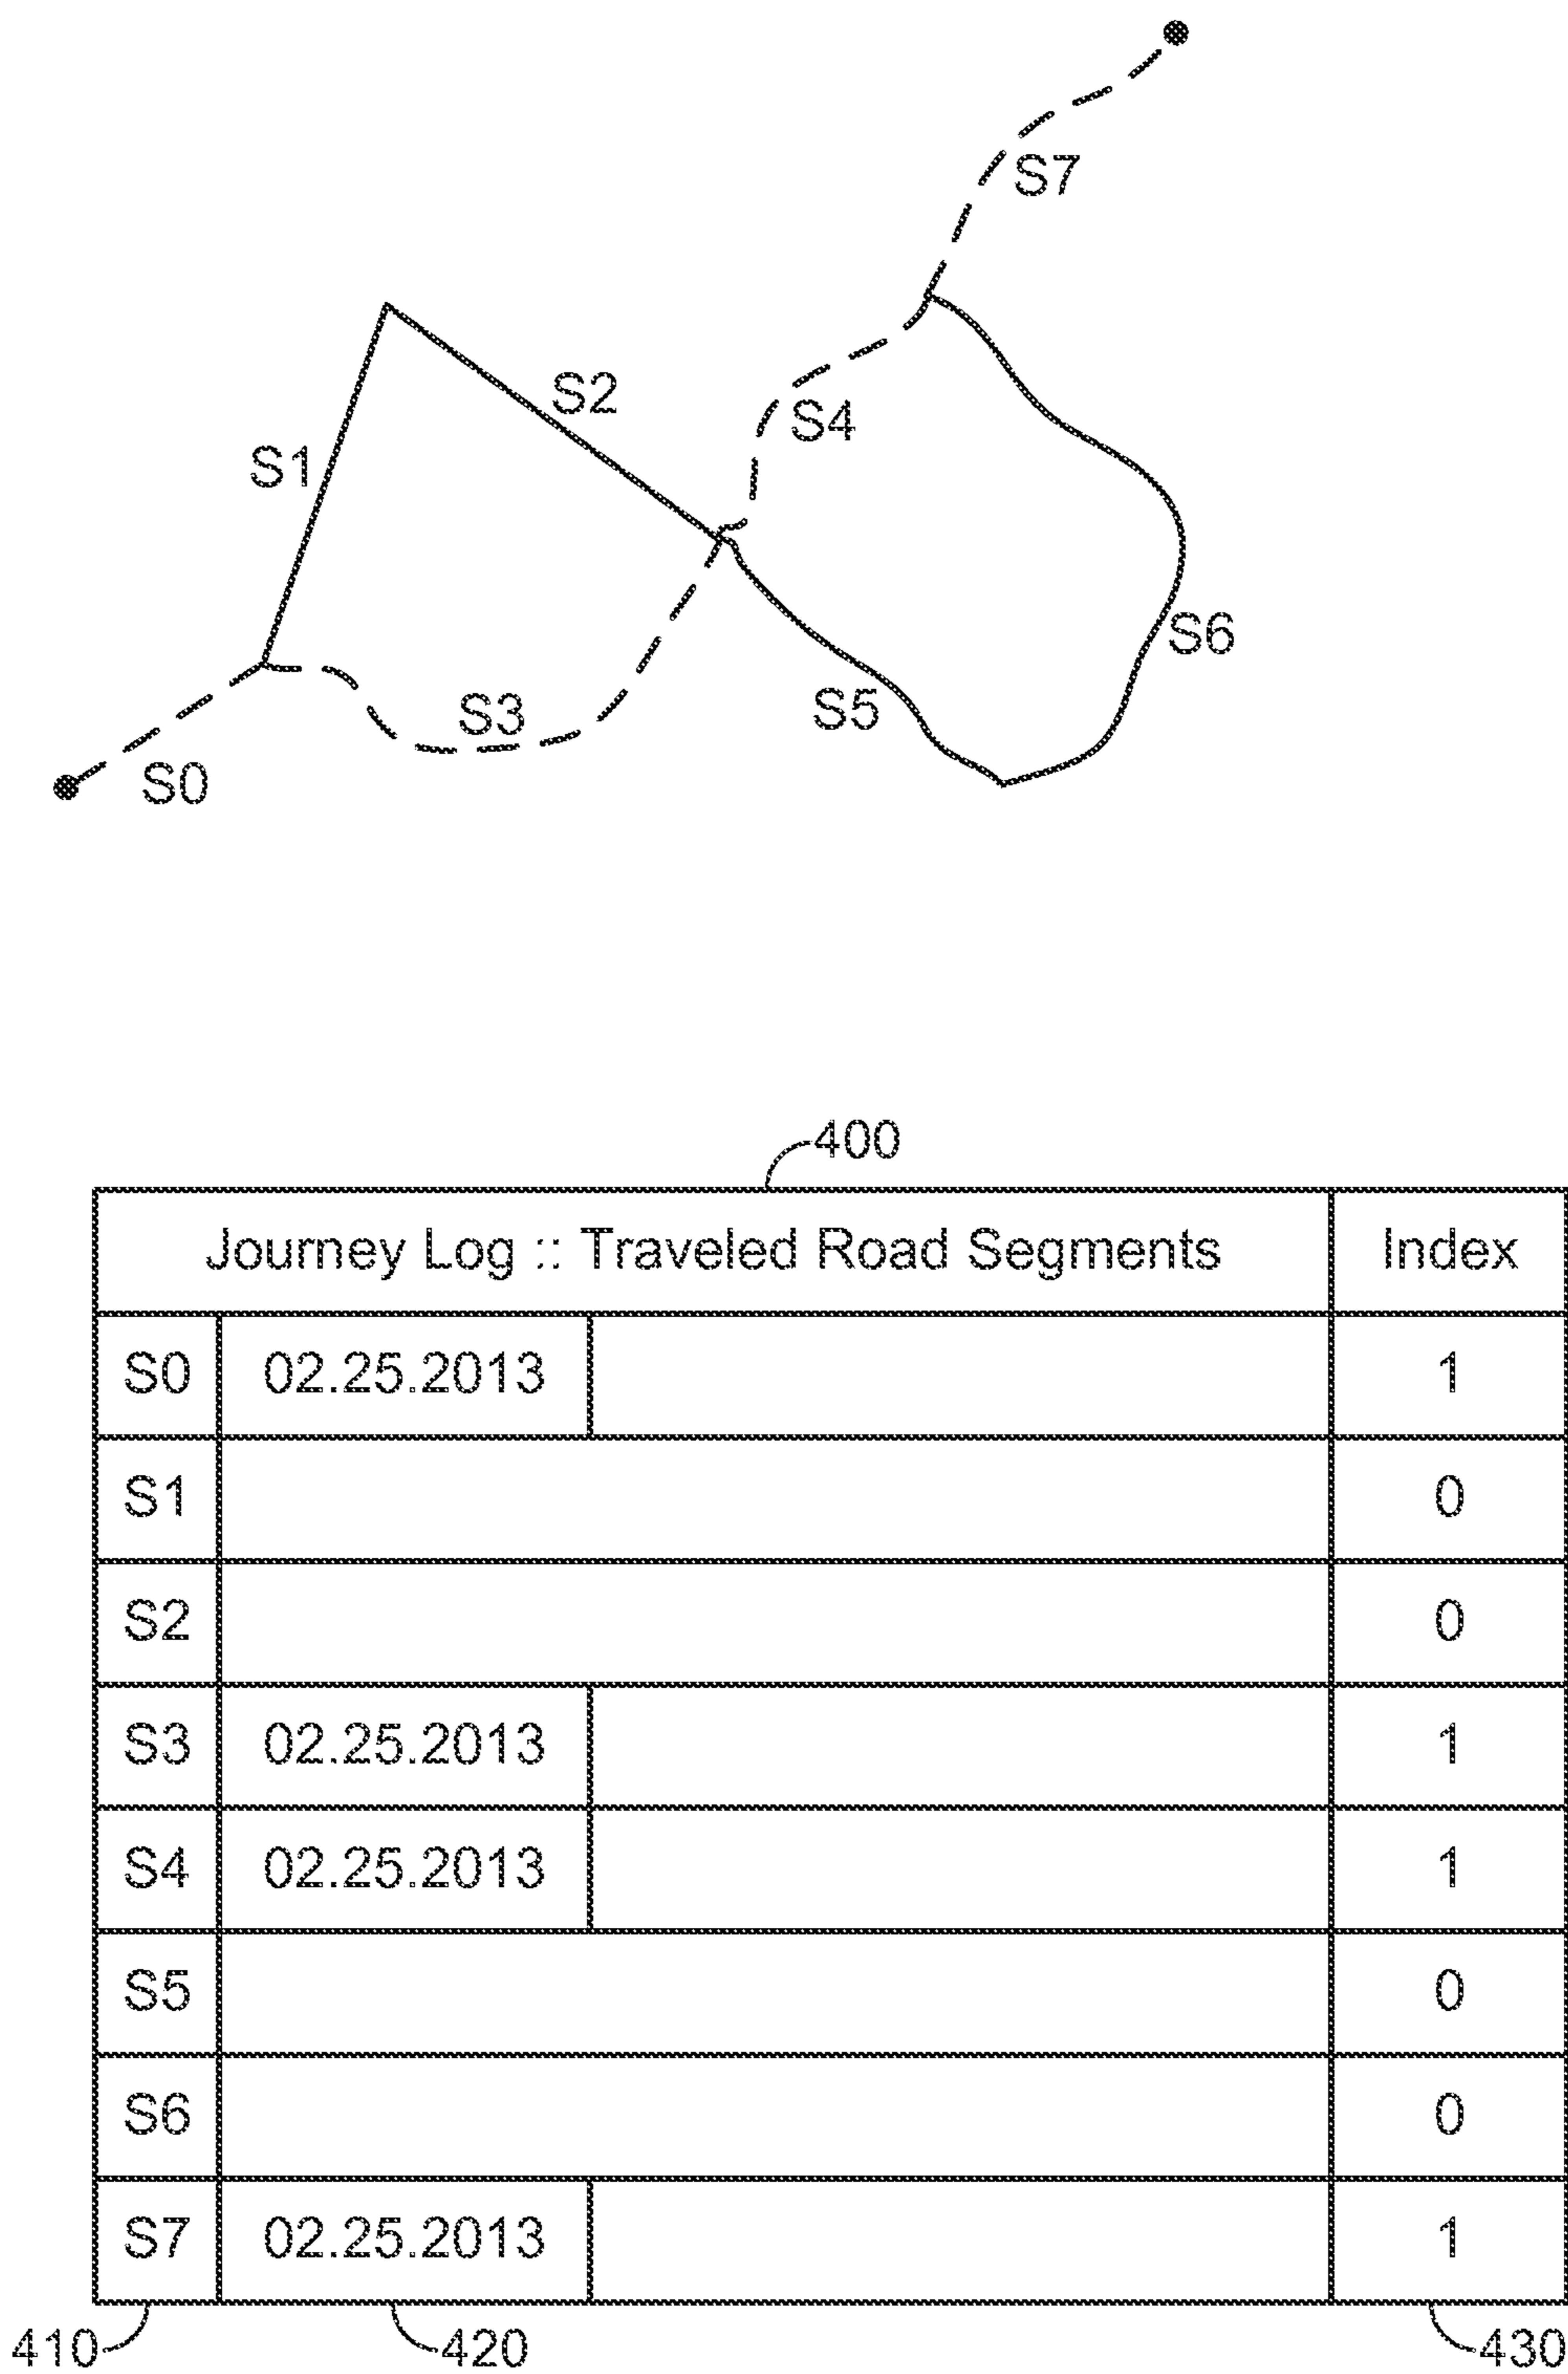 S7
S2
S4
S1
S6
S3
S5
S0
400
Journey Log :: Traveled Road Segments Index
S0 02.25.2013 1
S1 0
S2 0
S3 02.25.2013 1
S4 02.25.2013 1
S5 0
S6 0
S7 02.25.2013 1
410 420 430